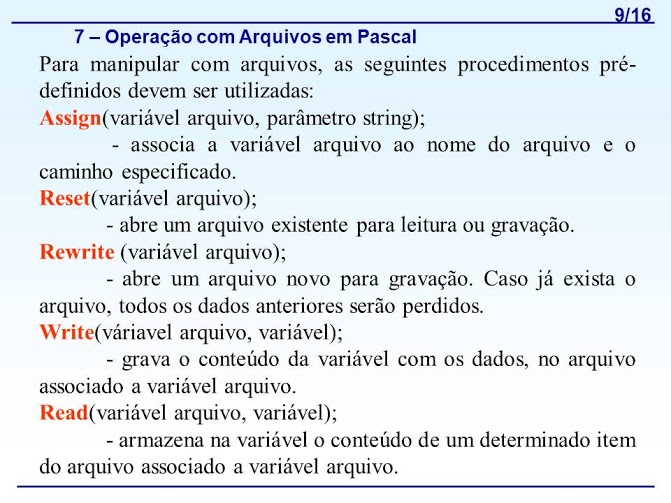 9/16
7 – Operação com Arquivos em Pascal
Para manipular com arquivos, as seguintes procedimentos pré-
definidos devem ser utilizadas:
Assign(variável arquivo, parâmetro string);
- associa a variável arquivo ao nome do arquivo e o
caminho especificado.
Reset(variável arquivo);
- abre um arquivo existente para leitura ou gravação.
Rewrite (variável arquivo);
- abre um arquivo novo para gravação. Caso já exista o
arquivo, todos os dados anteriores serão perdidos.
Write(váriavel arquivo, variável);
- grava o conteúdo da variável com os dados, no arquivo
associado a variável arquivo.
Read(variável arquivo, variável);
- armazena na variável o conteúdo de um determinado item
do arquivo associado a variável arquivo.